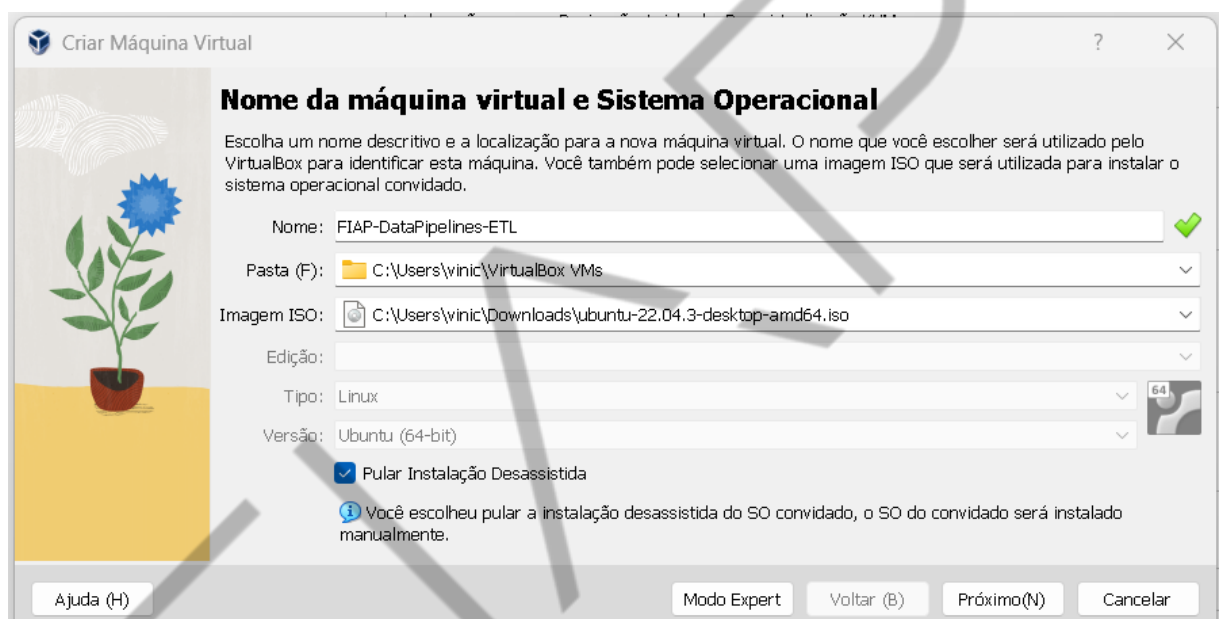 Criar Máquina Virtual
?
Nome da máquina virtual e Sistema Operacional
Escolha um nome descritivo e a localização para a nova máquina virtual. O nome que você escolher será utilizado pelo
VirtualBox para identificar esta máquina. Você também pode selecionar uma imagem ISO que será utilizada para instalar o
sistema operacional convidado.
Nome: FIAP-DataPipelines-ETL
Pasta (F): C:\Users\vinic\VirtualBox VMs
Imagem ISO: C:\Users\vinic\Downloads\ubuntu-22.04.3-desktop-amd64.iso
Edição:
Tipo: Linux
64
Versão: Ubuntu (64-bit)
Pular Instalação Desassistida
Você escolheu pular a instalação desassistida do SO convidado, o SO do convidado será instalado
manualmente.
Ajuda (H) Modo Expert Voltar (B) Próximo(N) Cancelar